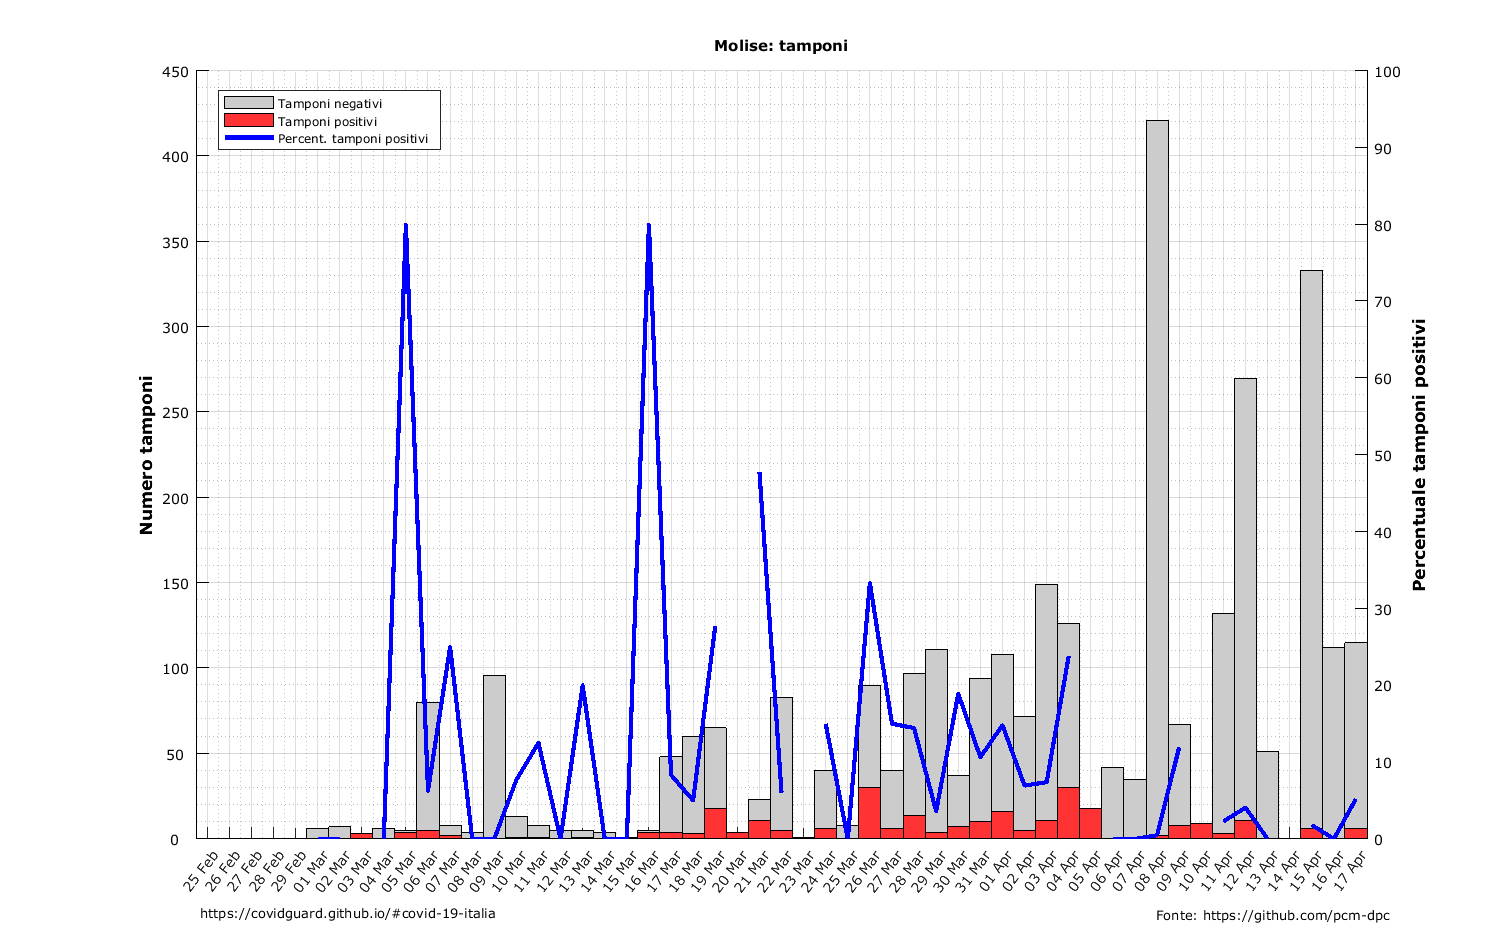 Molise: tamponi
Tamponi negativi
Tamponi positivi
Percent. tamponi positivi
Numero tamponi
450
400
350
300
250
200
150
100
50
0
Percentuale tamponi positivi
100
90
80
70
60
50
40
30
20
10
0
25 Feb
26 Feb
27 Feb
28 Feb
29 Feb
01 Mar
02 Mar
03 Mar
04 Mar
05 Mar
06 Mar
07 Mar
08 Mar
09 Mar
10 Mar
11 Mar
12 Mar
13 Mar
14 Mar
15 Mar
16 Mar
17 Mar
18 Mar
19 Mar
20 Mar
21 Mar
22 Mar
23 Mar
24 Mar
25 Mar
26 Mar
27 Mar
28 Mar
29 Mar
30 Mar
31 Mar
01 Apr
02 Apr
03 Apr
04 Apr
05 Apr
06 Apr
07 Apr
08 Apr
09 Apr
10 Apr
11 Apr
12 Apr
13 Apr
14 Apr
15 Apr
16 Apr
17 Apr
https://covidguard.github.io/#covid-19-italia
Fonte: https://github.com/pcm-dpc